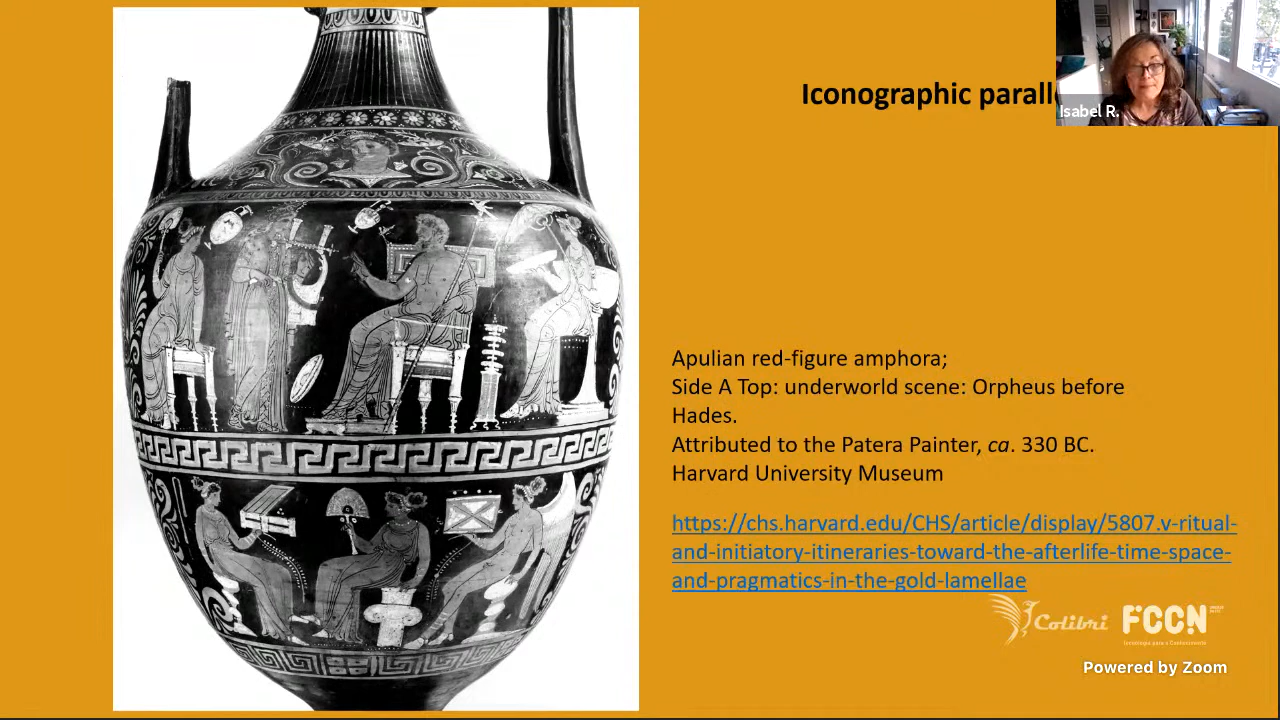 Iconographic parall
Isabel R.
Apulian red-figure amphora;
Side A Top: underworld scene: Orpheus before
Hades.
Attributed to the Patera Painter, ca. 330 BC.
Harvard University Museum
https://chs.harvard.edu/CHS/article/display/5807.v-ritual-
and-initiatory-itineraries-toward-the-afterlife-time-space-
and-pragmatics-in-the-gold-lamellae
Colibri FCCN
Powered by Zoom